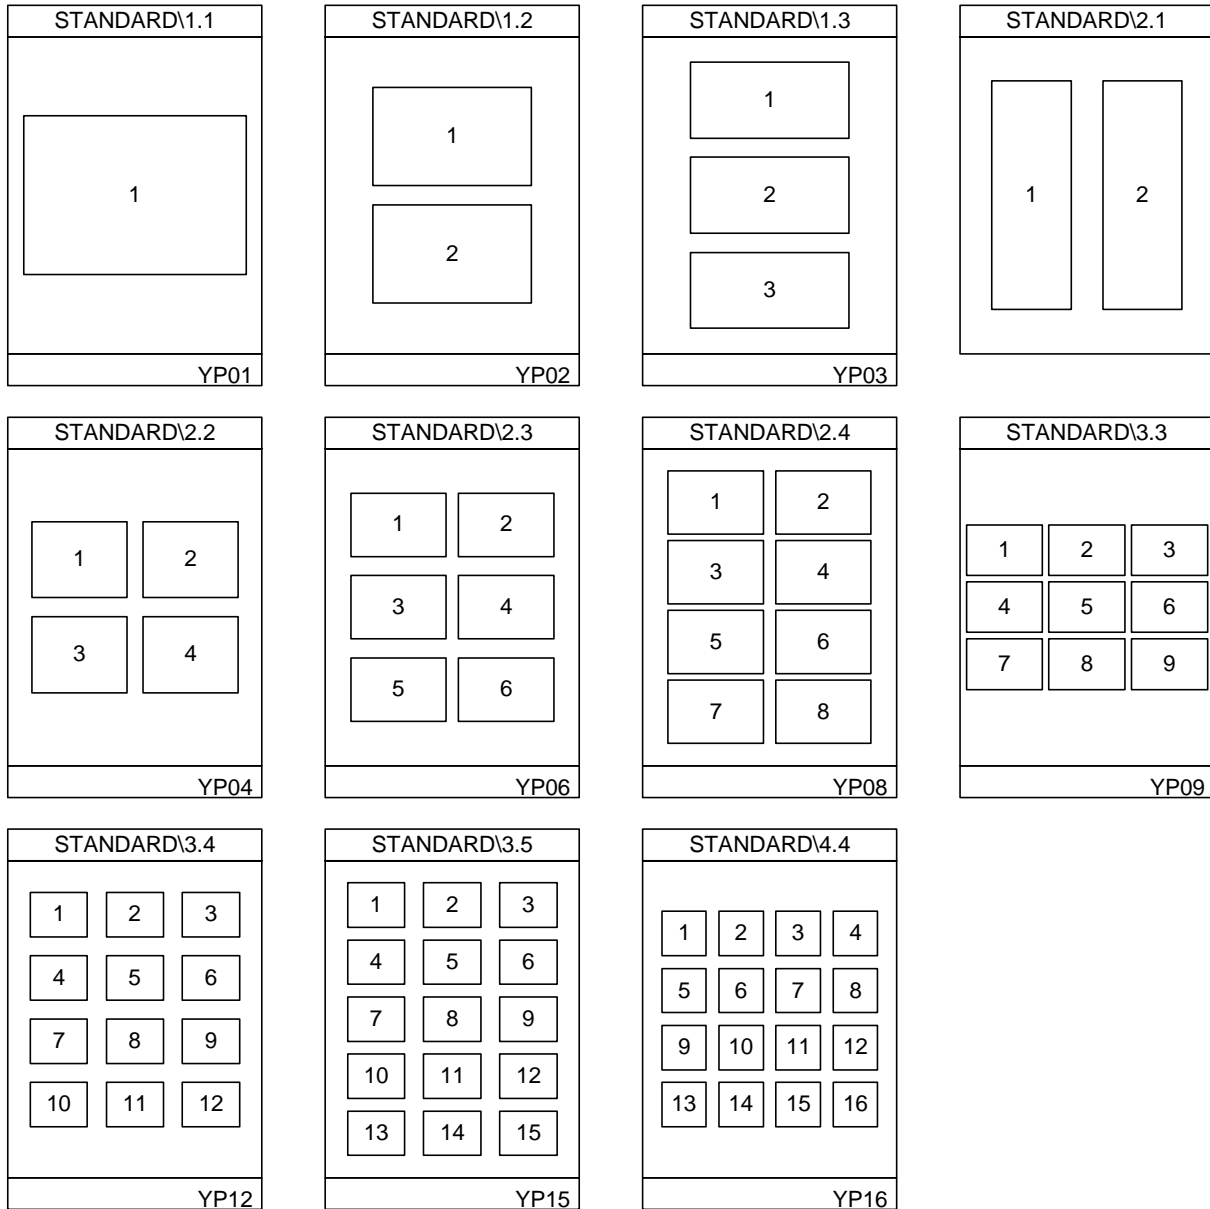 STANDARD\1.1
1
YP01
STANDARD\1.2
1
2
YP02
STANDARD\1.3
1
2
3
YP03
STANDARD\2.1
1 2
STANDARD\2.2
1 2
3 4
YP04
STANDARD\2.3
1 2
3 4
5 6
YP06
STANDARD\2.4
1 2
3 4
5 6
7 8
YP08
STANDARD\3.3
1 2 3
4 5 6
7 8 9
YP09
STANDARD\3.4
1 2 3
4 5 6
7 8 9
10 11 12
YP12
STANDARD\3.5
1 2 3
4 5 6
7 8 9
10 11 12
13 14 15
YP15
STANDARD\4.4
1 2 3 4
5 6 7 8
9 10 11 12
13 14 15 16
YP16